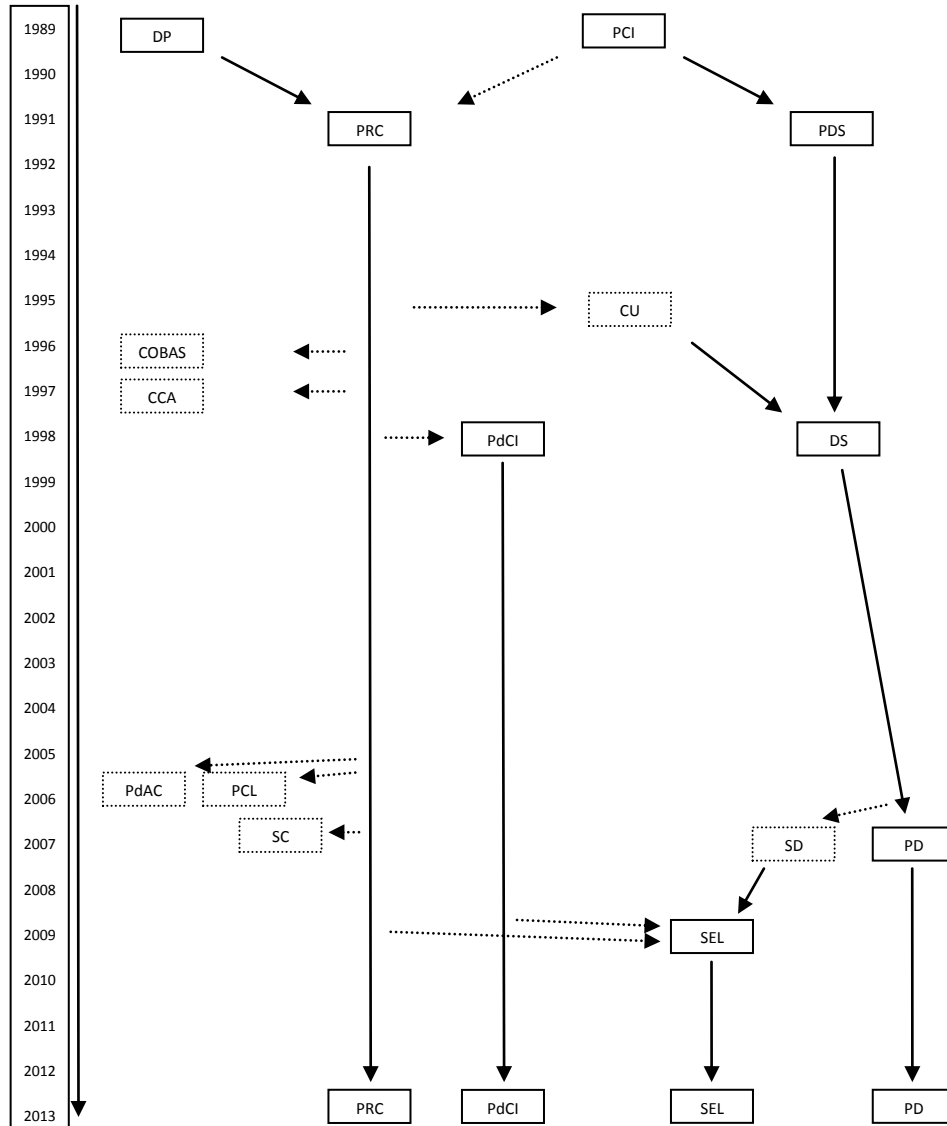 1989
DP
PCI
1990
1991
PRC
PDS
1992
1993
1994
1995
CU
1996
COBAS
1997
CCA
1998
PdCI
DS
1999
2000
2001
2002
2003
2004
2005
2006
PdAC
PCL
2007
SC
SD
PD
2008
2009
SEL
2010
2011
2012
2013
PRC
PdCI
SEL
PD